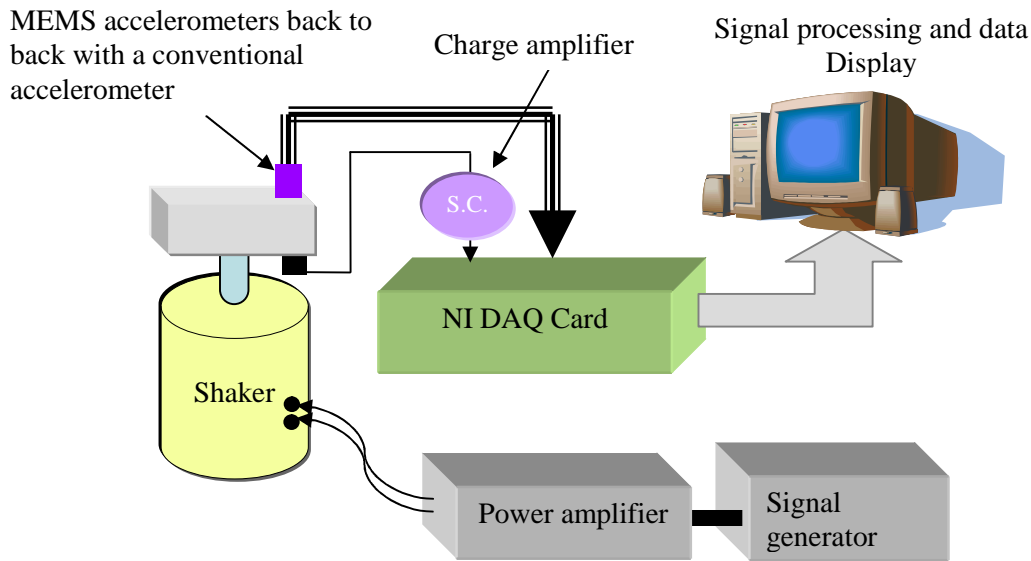 MEMS accelerometers back to
back with a conventional
accelerometer
Charge amplifier
Signal processing and data
Display
S.C.
NI DAQ Card
Shaker
Power amplifier
Signal
generator